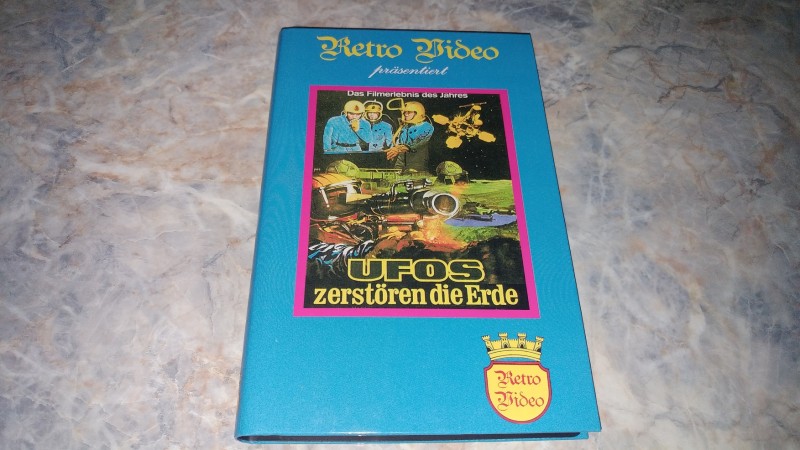 Retro Video
präsentiert
Das Filmerlebnis des Jahres
UFOS
zerstören die Erde
Retro
Video